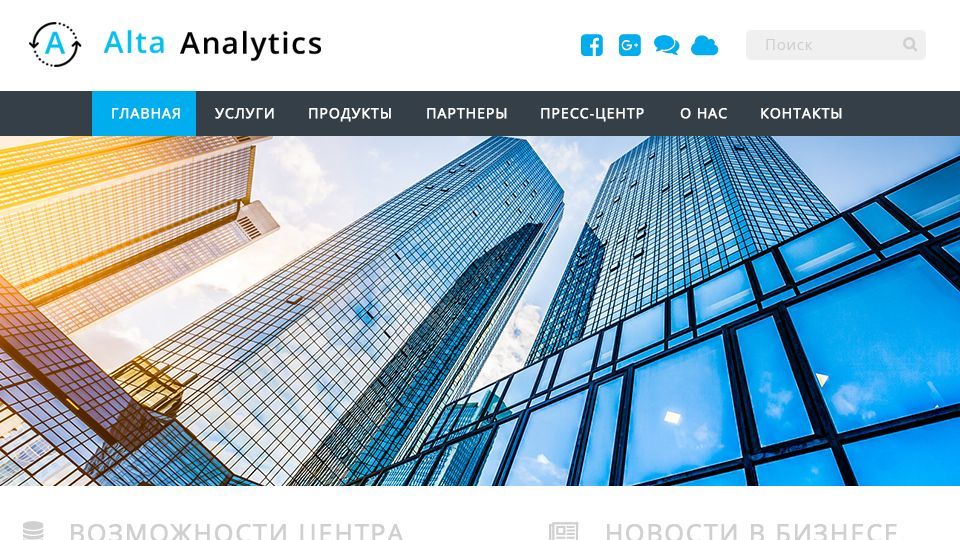 A Alta Analytics
Поиск
ГЛАВНАЯ УСЛУГИ ПРОДУКТЫ ПАРТНЕРЫ ПРЕСС-ЦЕНТР О НАС КОНТАКТЫ
ВОЗМОЖНОСТИ ЦЕНТРА
НОВОСТИ В БИЗНЕСЕ